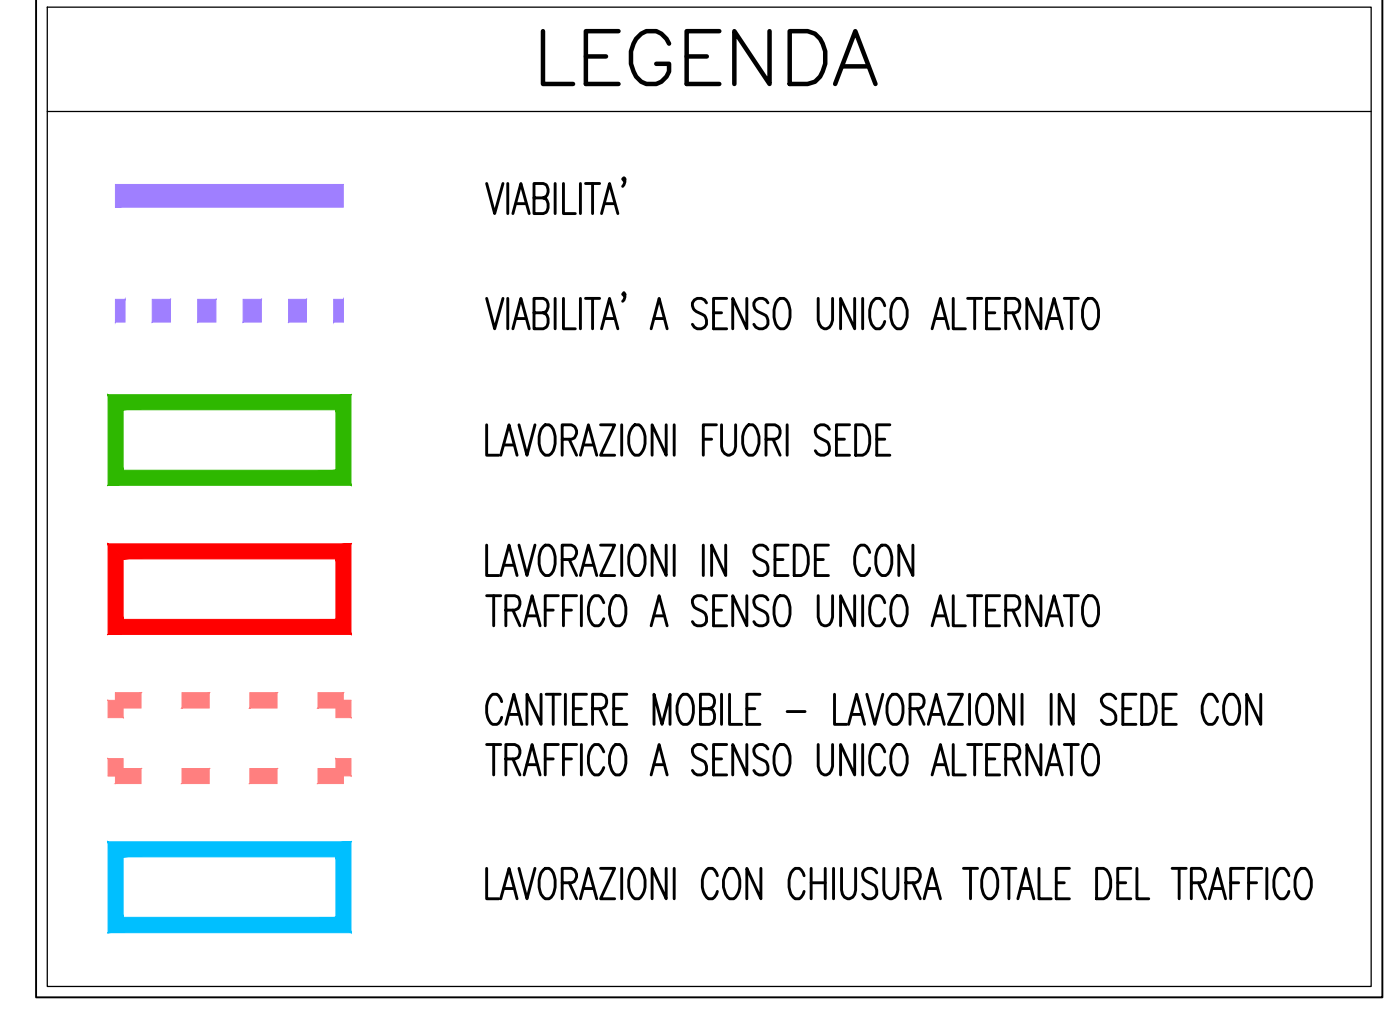 LEGENDA
VIABILITA'
VIABILITA' A SENSO UNICO ALTERNATO
LAVORAZIONI FUORI SEDE
LAVORAZIONI IN SEDE CON
TRAFFICO A SENSO UNICO ALTERNATO
CANTIERE MOBILE – LAVORAZIONI IN SEDE CON
TRAFFICO A SENSO UNICO ALTERNATO
LAVORAZIONI CON CHIUSURA TOTALE DEL TRAFFICO